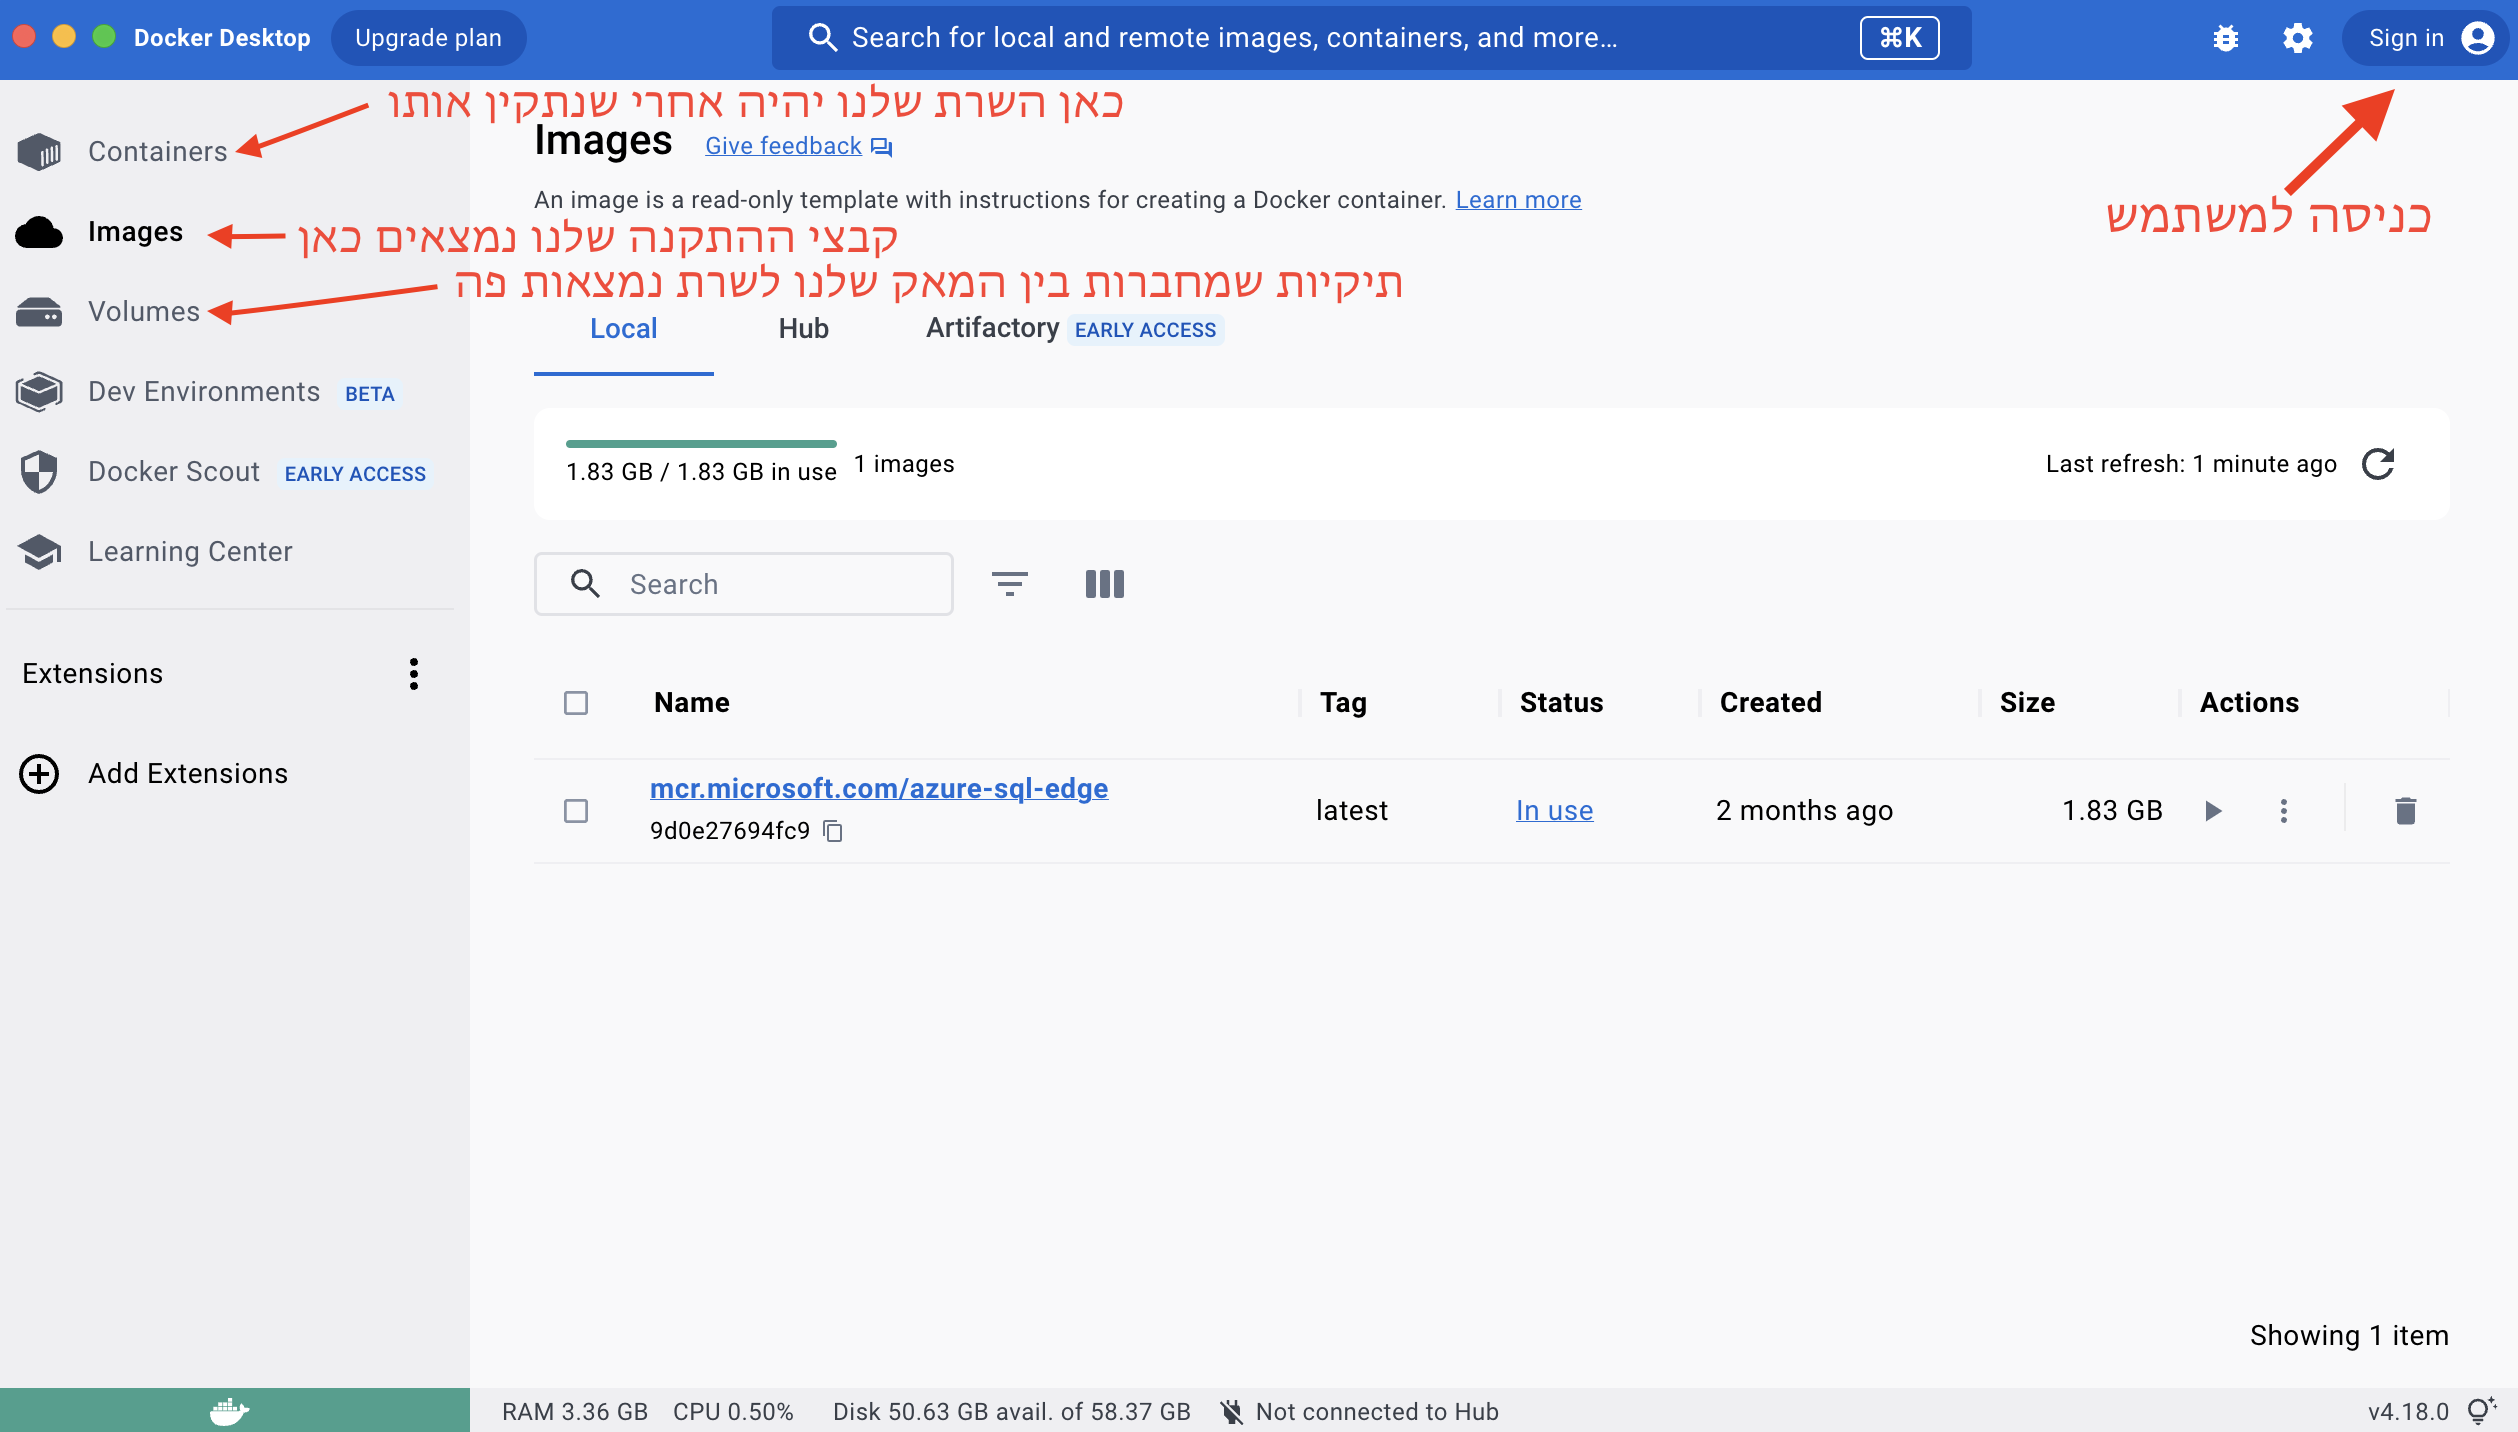 Docker Desktop
Upgrade plan
Search for local and remote images, containers, and more...
⌘K
Sign in
כאן השרת שלנו יהיה אחרי שנתקין אותו
Containers
Images
Give feedback
An image is a read-only template with instructions for creating a Docker container. Learn more
כניסה למשתמש
Images
קבצי ההתקנה שלנו נמצאים כאן
תיקיות שמחברות בין המאק שלנו לשרת נמצאות פה
Volumes
Local
Hub
Artifactory EARLY ACCESS
Dev Environments BETA
Docker Scout EARLY ACCESS
Learning Center
1.83 GB / 1.83 GB in use
1 images
Last refresh: 1 minute ago
Search
Extensions
Add Extensions
Name Tag Status Created Size Actions
mcr.microsoft.com/azure-sql-edge
9d0e27694fc9
latest In use 2 months ago 1.83 GB
Showing 1 item
RAM 3.36 GB CPU 0.50% Disk 50.63 GB avail. of 58.37 GB Not connected to Hub
v4.18.0